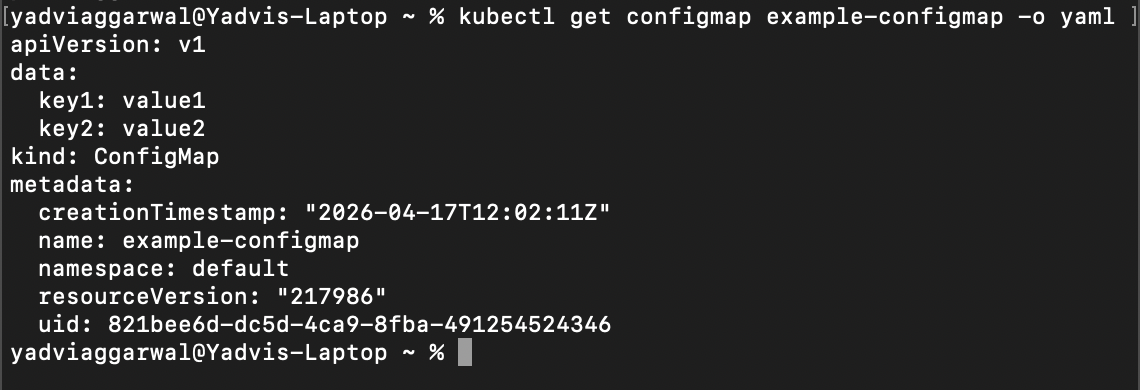 [yadviaggarwal@Yadvis-Laptop ~ % kubectl get configmap example-configmap -o yaml ]
apiVersion: v1
data:
  key1: value1
  key2: value2
kind: ConfigMap
metadata:
  creationTimestamp: "2026-04-17T12:02:11Z"
  name: example-configmap
  namespace: default
  resourceVersion: "217986"
  uid: 821bee6d-dc5d-4ca9-8fba-491254524346
yadviaggarwal@Yadvis-Laptop ~ %